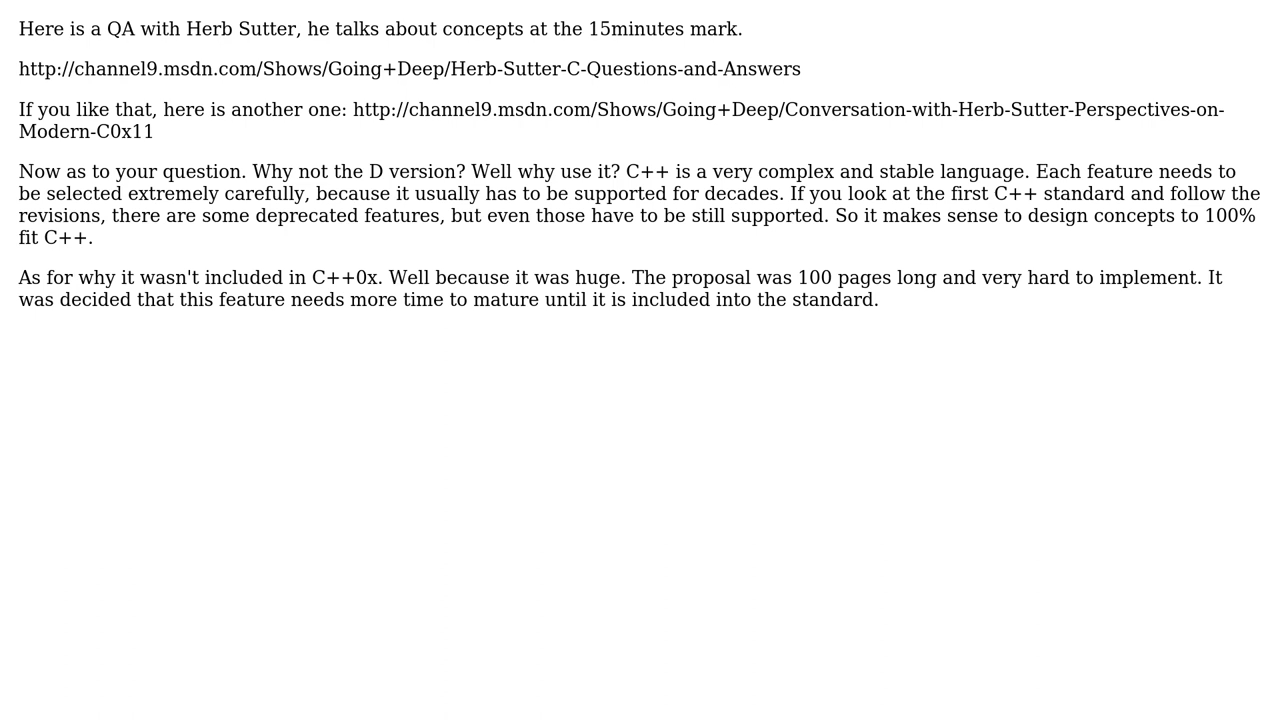 Here is a QA with Herb Sutter, he talks about concepts at the 15minutes mark.
http://channel9.msdn.com/Shows/Going+Deep/Herb-Sutter-C-Questions-and-Answers
If you like that, here is another one: http://channel9.msdn.com/Shows/Going+Deep/Conversation-with-Herb-Sutter-Perspectives-on-
Modern-C0x11
Now as to your question. Why not the D version? Well why use it? C++ is a very complex and stable language. Each feature needs to
be selected extremely carefully, because it usually has to be supported for decades. If you look at the first C++ standard and follow the
revisions, there are some deprecated features, but even those have to be still supported. So it makes sense to design concepts to 100%
fit C++.
As for why it wasn't included in C++0x. Well because it was huge. The proposal was 100 pages long and very hard to implement. It
was decided that this feature needs more time to mature until it is included into the standard.